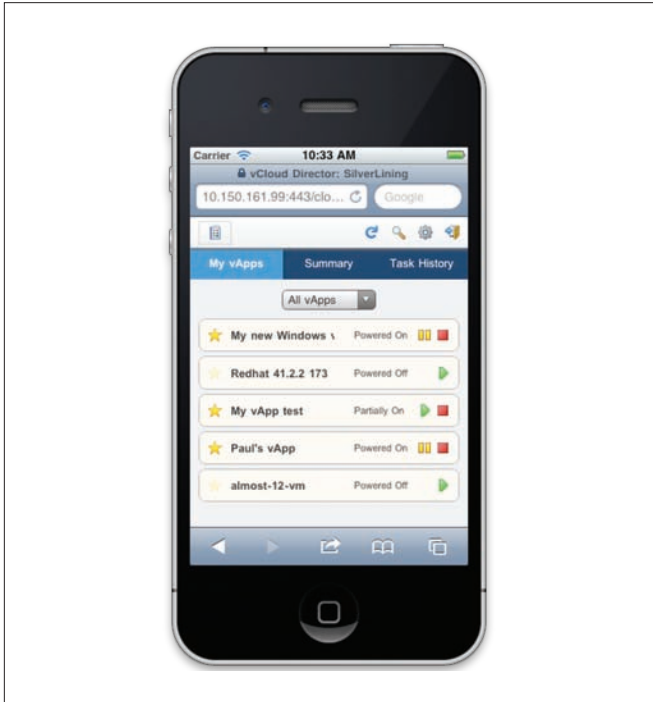 Carrier 10:33 AM
vCloud Director: SilverLining
10.150.161.99:443/clo... Google
My vApps Summary Task History
All vApps
My new Windows Powered On
Redhat 41.2.2 173 Powered Off
My vApp test Partially On
Paul's vApp Powered On
almost-12-vm Powered Off